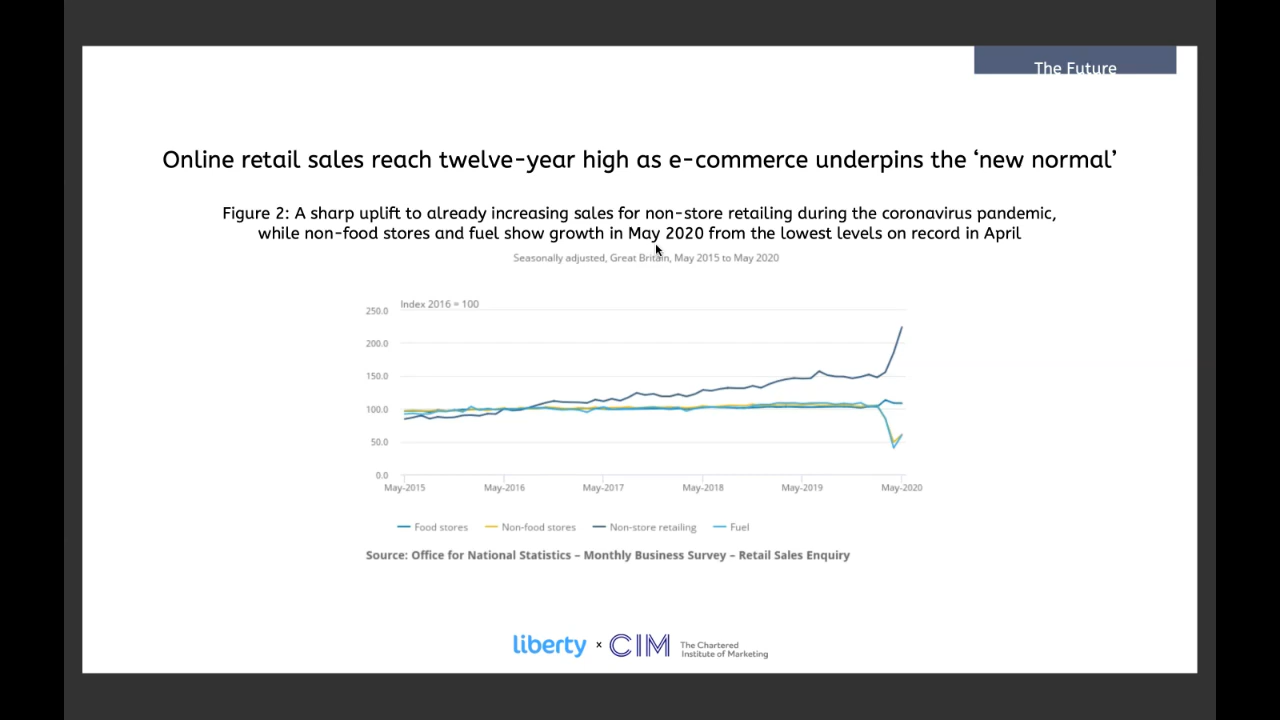 The Future
Online retail sales reach twelve-year high as e-commerce underpins the ‘new normal’
Figure 2: A sharp uplift to already increasing sales for non-store retailing during the coronavirus pandemic,
while non-food stores and fuel show growth in May 2020 from the lowest levels on record in April
Seasonally adjusted, Great Britain, May 2015 to May 2020
Index 2016 = 100
250.0
200.0
150.0
100.0
50.0
0.0
May-2015 May-2016 May-2017 May-2018 May-2019 May-2020
Food stores Non-food stores Non-store retailing Fuel
Source: Office for National Statistics – Monthly Business Survey – Retail Sales Enquiry
liberty x CIM The Chartered
Institute of Marketing